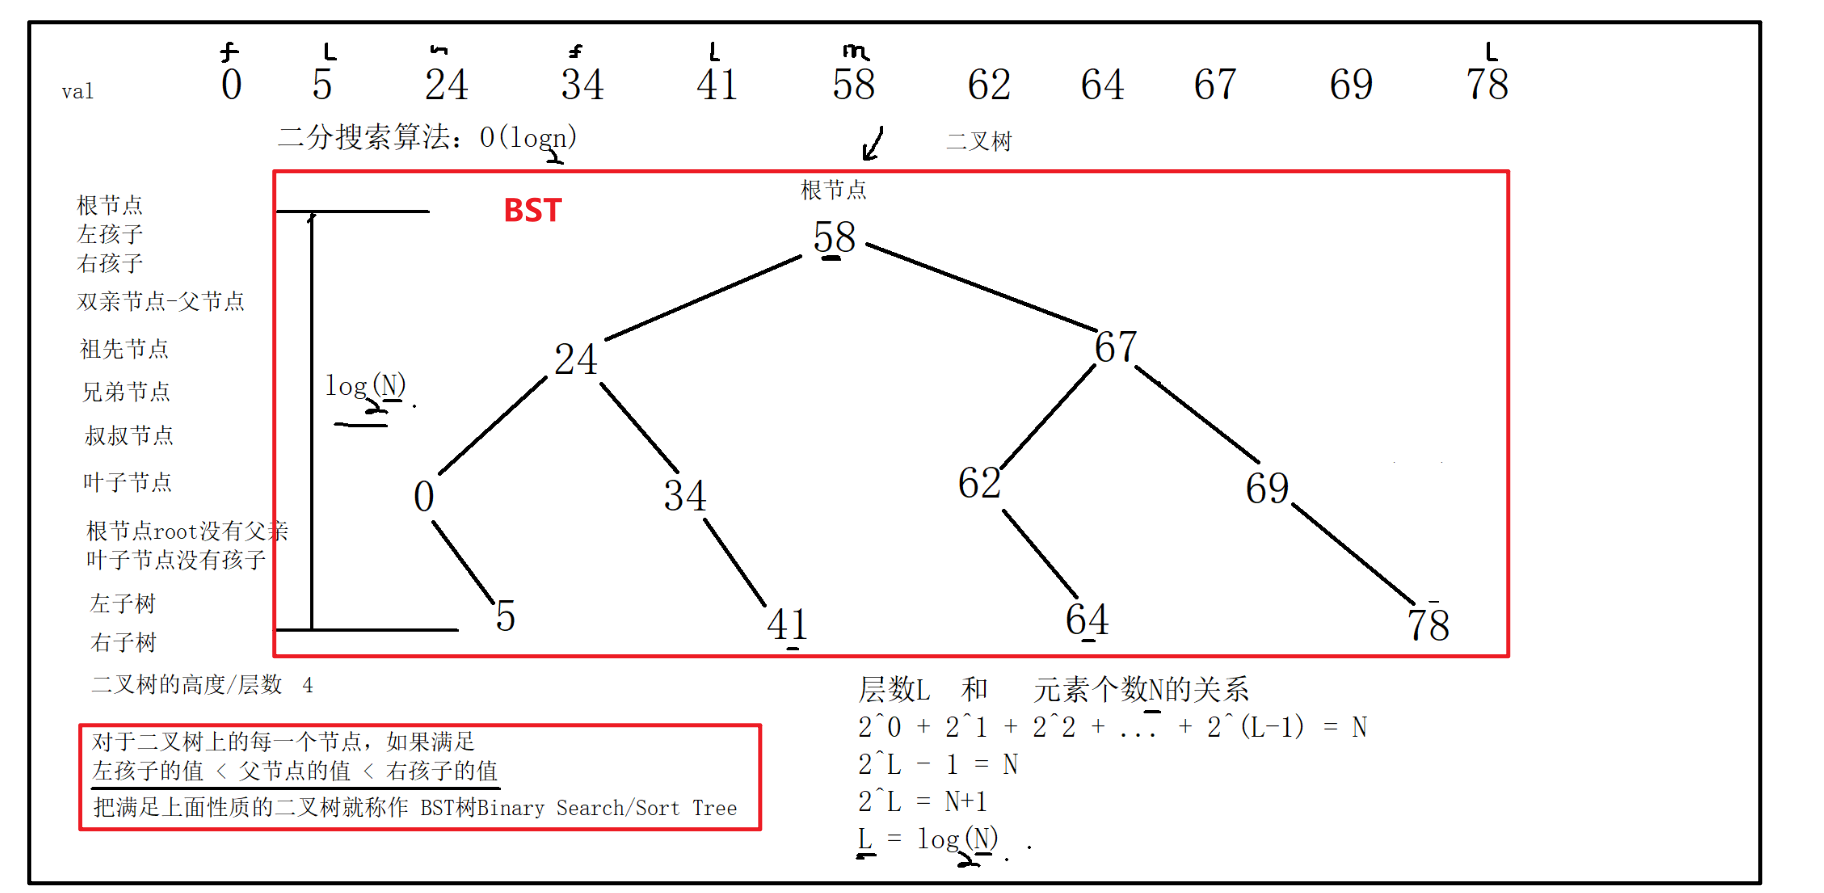 f L m f L m L
val 0 5 24 34 41 58 62 64 67 69 78
二分搜索算法：O(logn)
2
二叉树
根节点
BST
58
24 67
0 34 62 69
5 41 64 78
log(N)
2
根节点
左孩子
右孩子
双亲节点-父节点
祖先节点
兄弟节点
叔叔节点
叶子节点
根节点root没有父亲
叶子节点没有孩子
左子树
右子树
二叉树的高度/层数 4
对于二叉树上的每一个节点，如果满足
左孩子的值 < 父节点的值 < 右孩子的值
把满足上面性质的二叉树就称作 BST树Binary Search/Sort Tree
层数L 和 元素个数N的关系
2^0 + 2^1 + 2^2 + ... + 2^(L-1) = N
2^L - 1 = N
2^L = N+1
L = log(N)
2